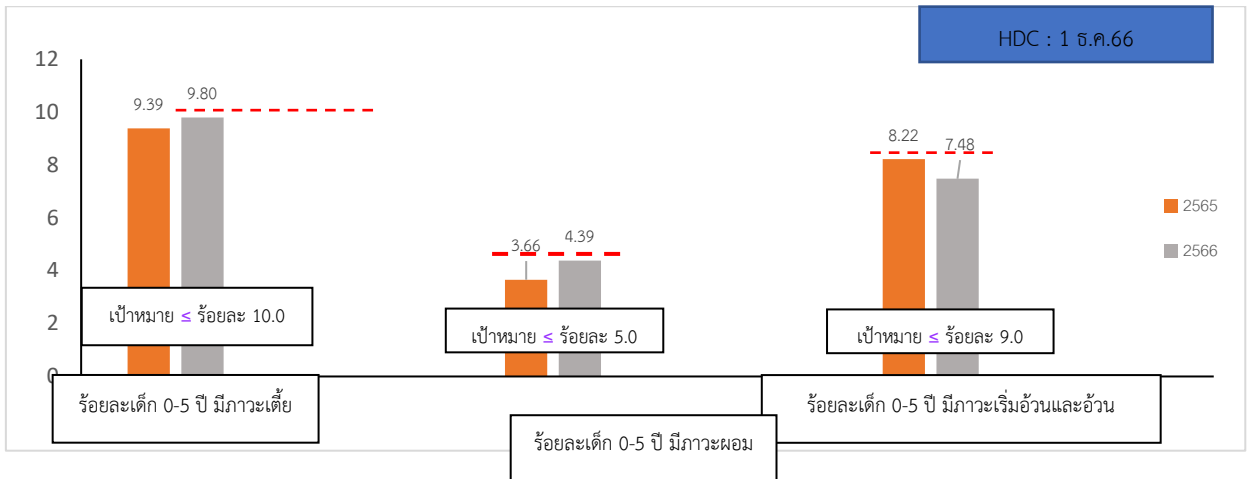 HDC : 1 ธ.ค.66
12
10
8
6
4
2
0
9.39
9.80
3.66
4.39
8.22
7.48
2565
2566
เป้าหมาย ≤ ร้อยละ 10.0
เป้าหมาย ≤ ร้อยละ 5.0
เป้าหมาย ≤ ร้อยละ 9.0
ร้อยละเด็ก 0-5 ปี มีภาวะเตี้ย
ร้อยละเด็ก 0-5 ปี มีภาวะผอม
ร้อยละเด็ก 0-5 ปี มีภาวะเริ่มอ้วนและอ้วน